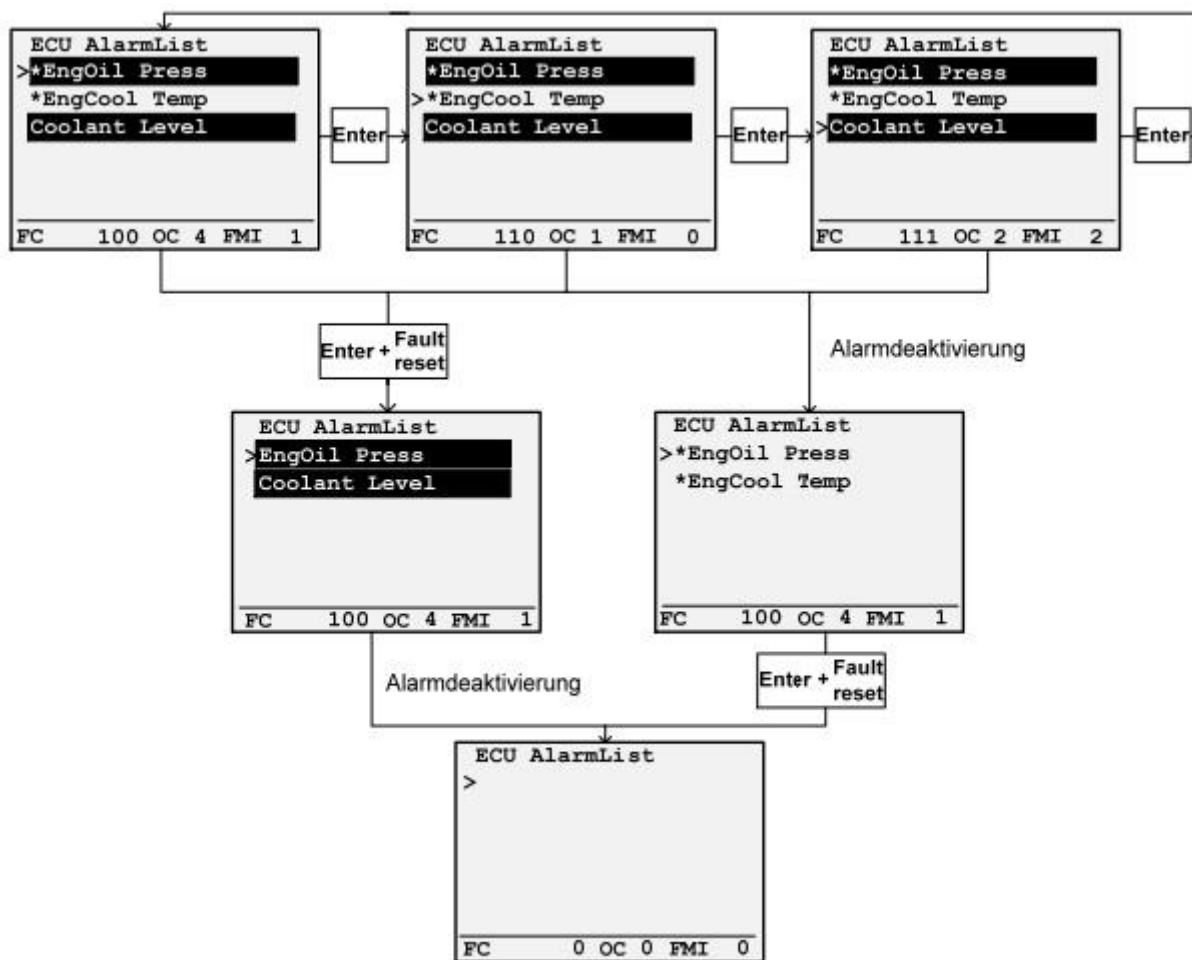 ECU AlarmList
>*EngOil Press
*EngCool Temp
Coolant Level
FC 100 OC 4 FMI 1
Enter
ECU AlarmList
*EngOil Press
>*EngCool Temp
Coolant Level
FC 110 OC 1 FMI 0
Enter
ECU AlarmList
*EngOil Press
*EngCool Temp
>Coolant Level
FC 111 OC 2 FMI 2
Enter
Enter + Fault
reset
Alarmdeaktivierung
ECU AlarmList
>EngOil Press
Coolant Level
FC 100 OC 4 FMI 1
ECU AlarmList
>*EngOil Press
*EngCool Temp
FC 100 OC 4 FMI 1
Alarmdeaktivierung
Enter + Fault
reset
ECU AlarmList
>
FC 0 OC 0 FMI 0